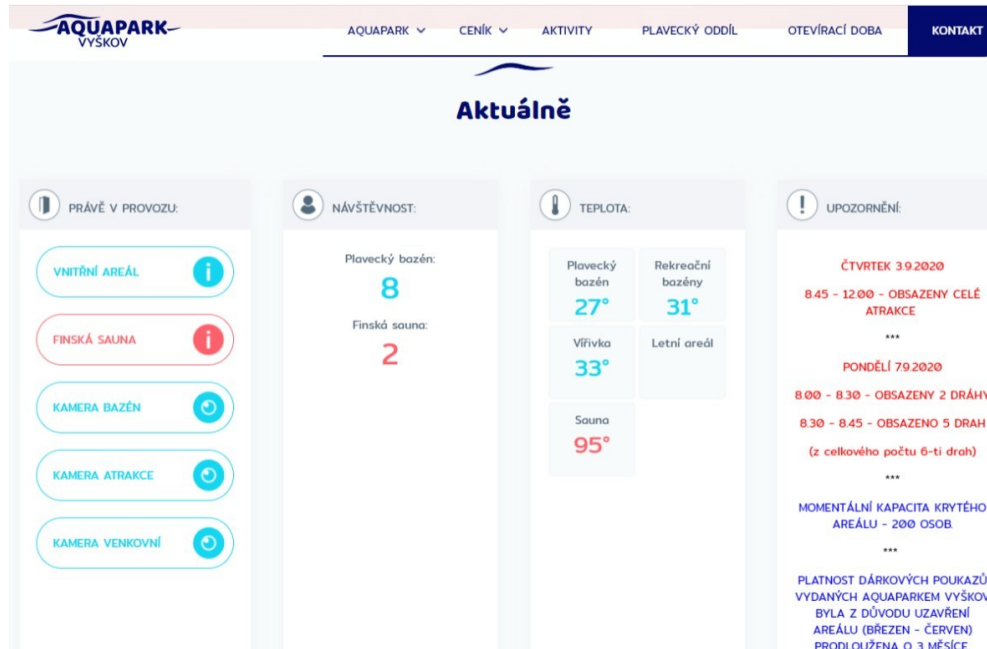 AQUAPARK
VYŠKOV
AQUAPARK
CENÍK
AKTIVITY
PLAVECKÝ ODDÍL
OTEVÍRACÍ DOBA
KONTAKT
Aktuálně
PRÁVĚ V PROVOZU:
VNITŘNÍ AREÁL
FINSKÁ SAUNA
KAMERA BAZÉN
KAMERA ATRAKCE
KAMERA VENKOVNÍ
NÁVŠTĚVNOST:
Plavecký bazén:
8
Finská sauna:
2
TEPLOTA:
Plavecký
bazén
27°
Rekreační
bazény
31°
Vířivka
33°
Letní areál
Sauna
95°
UPOZORNĚNÍ:
ČTVRTEK 3.9.2020
8.45 - 12.00 - OBSAZENY CELÉ
ATRAKCE
***
PONDĚLÍ 7.9.2020
8.00 - 8.30 - OBSAZENY 2 DRÁHY
8.30 - 8.45 - OBSAZENO 5 DRAH
(z celkového počtu 6-ti drah)
***
MOMENTÁLNÍ KAPACITA KRYTÉHO
AREÁLU - 200 OSOB.
***
PLATNOST DÁRKOVÝCH POUKAZŮ
VYDANÝCH AQUAPARKEM VYŠKOV
BYLA Z DŮVODU UZAVŘENÍ
AREÁLU (BŘEZEN - ČERVEN)
PRODLOUŽENA O 3 MĚSÍCE